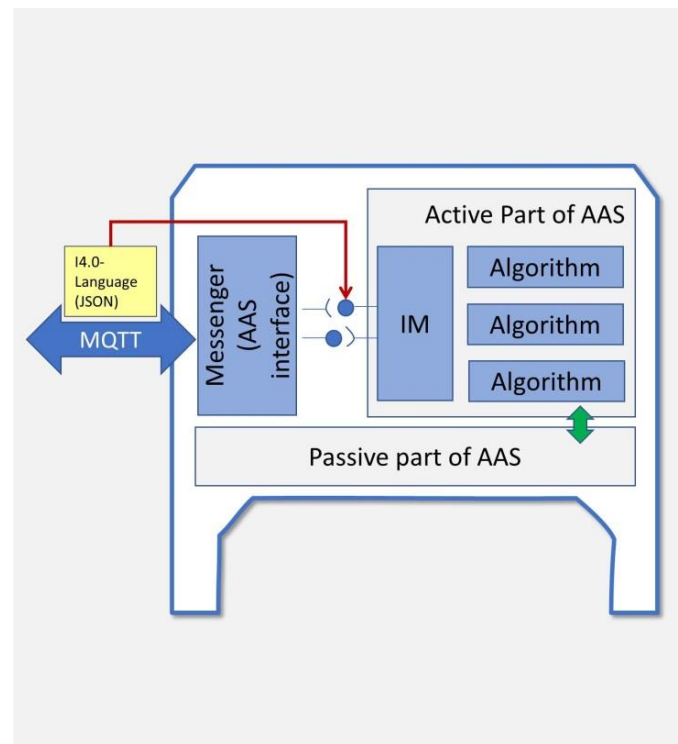 Active Part of AAS
I4.0-
Language
(JSON)
MQTT
Messenger
(AAS
interface)
IM
Algorithm
Algorithm
Algorithm
Passive part of AAS